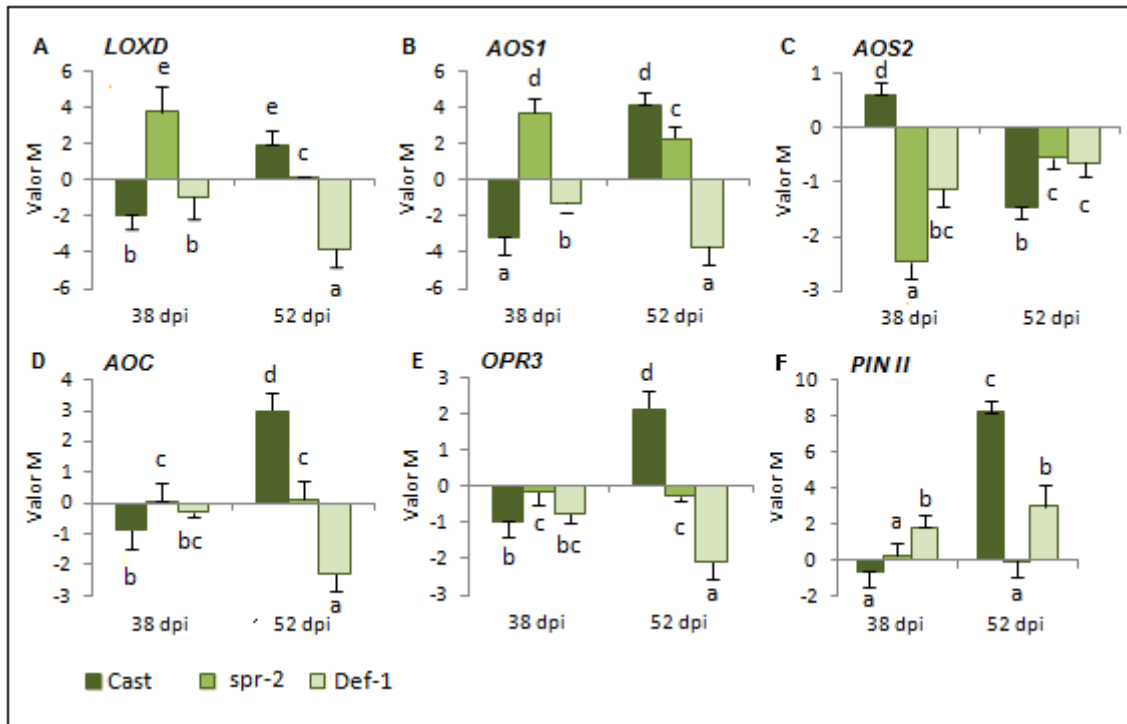 A LOXD
Valor M
6
4
2
0
-2
-4
-6
e
b
b
e
c
a
38 dpi 52 dpi
B AOS1
Valor M
6
4
2
0
-2
-4
-6
d
a
b
d
c
a
38 dpi 52 dpi
C AOS2
Valor M
1
0
-1
-2
-3
d
a
bc
b
c
c
38 dpi 52 dpi
D AOC
Valor M
4
3
2
1
0
-1
-2
-3
b
c
bc
d
c
a
38 dpi 52 dpi
E OPR3
Valor M
3
2
1
0
-1
-2
-3
b
c
bc
d
c
a
38 dpi 52 dpi
F PIN II
Valor M
10
8
6
4
2
0
-2
a
a
b
c
a
b
38 dpi 52 dpi
Cast spr-2 Def-1